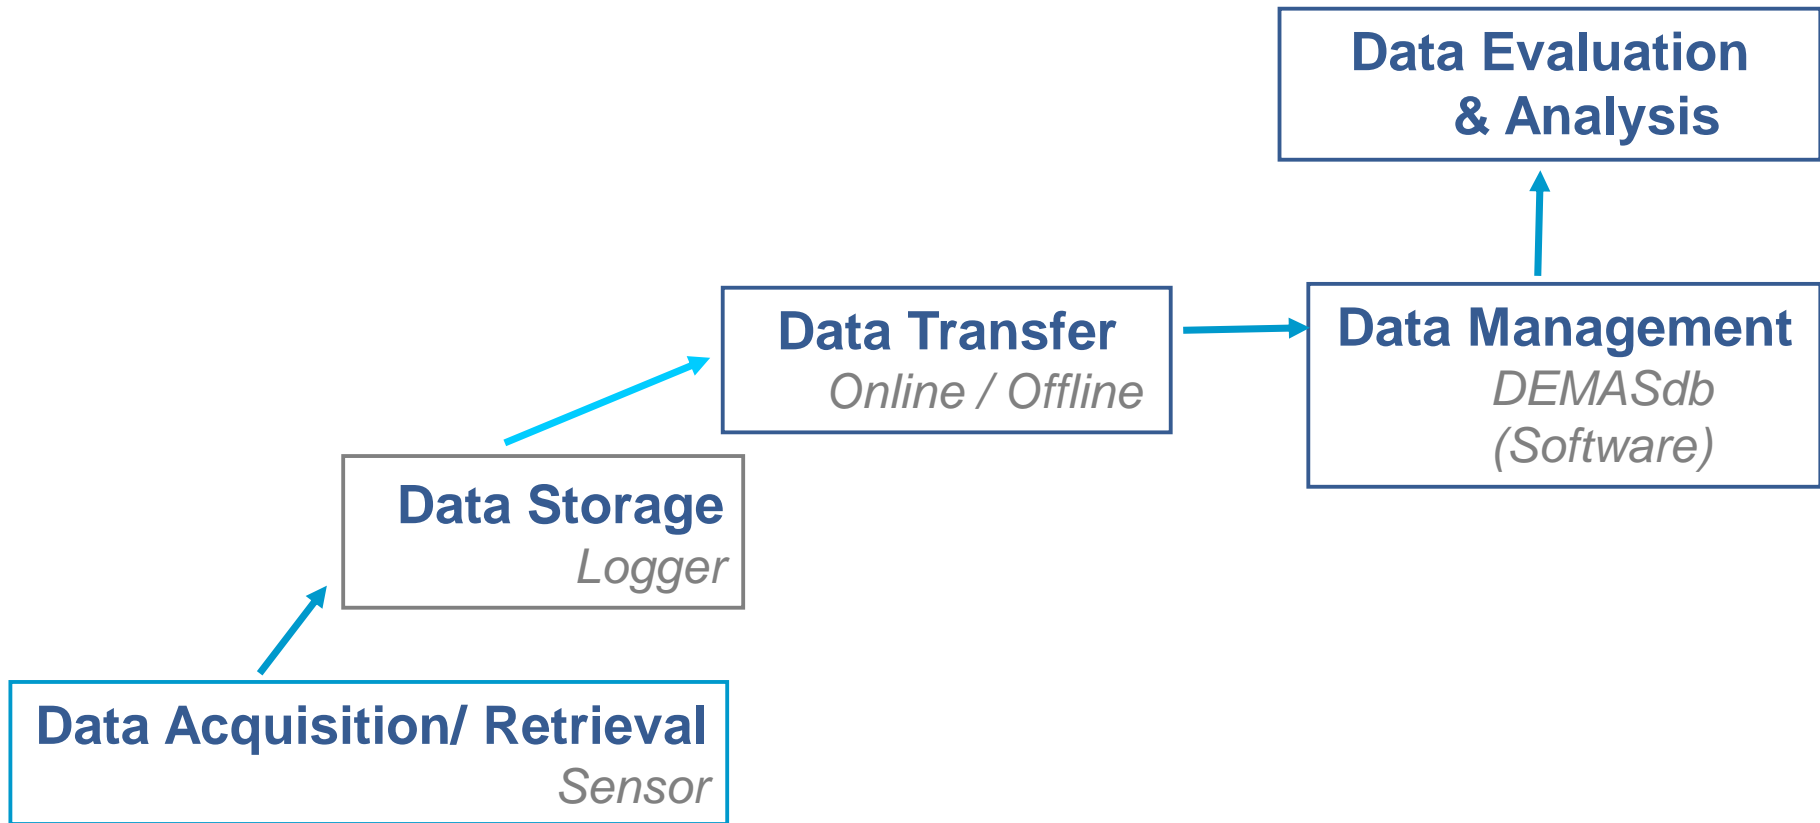 Data Evaluation
& Analysis
Data Transfer
Online / Offline
Data Management
DEMASdb
(Software)
Data Storage
Logger
Data Acquisition/ Retrieval
Sensor